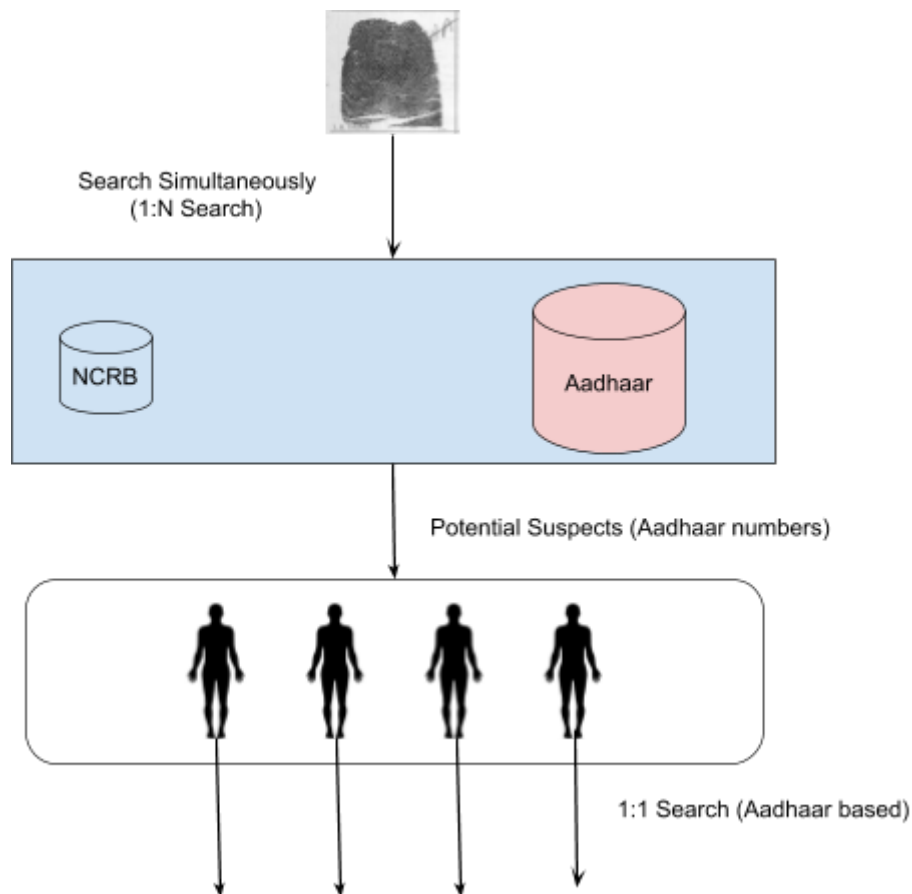 Search Simultaneously
(1:N Search)
NCRB
Aadhaar
Potential Suspects (Aadhaar numbers)
1:1 Search (Aadhaar based)